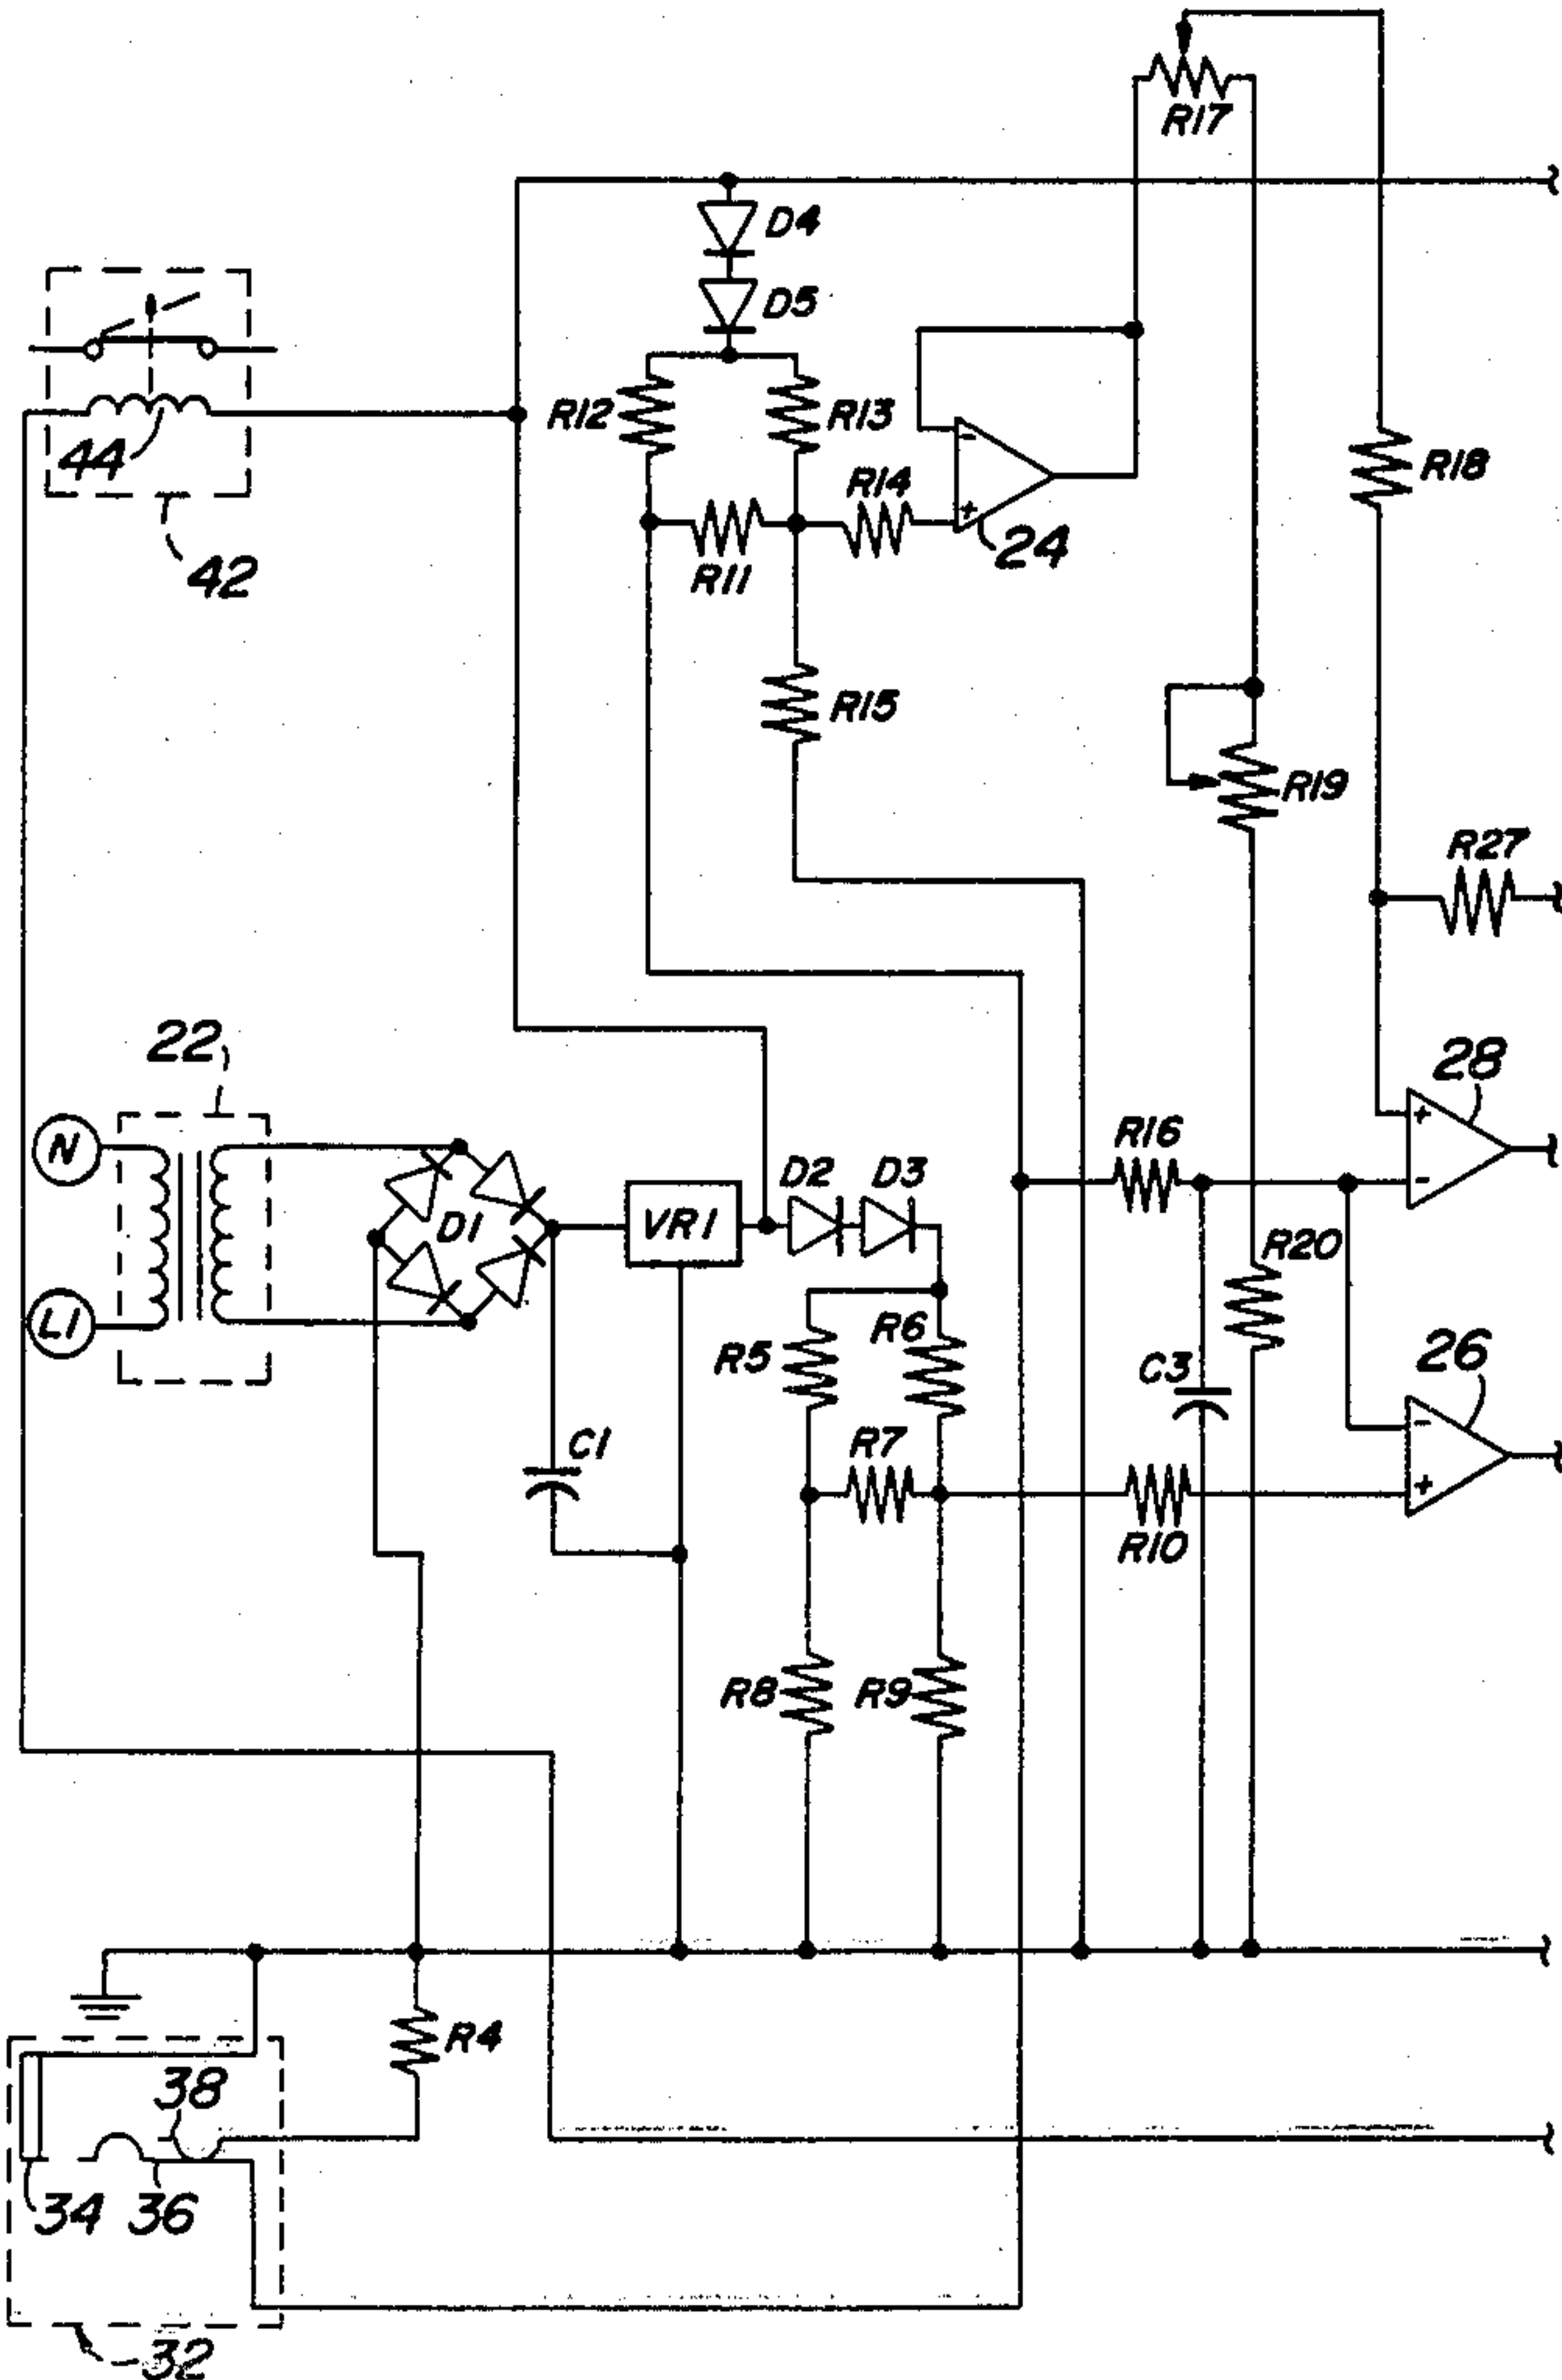 R17
D4
D5
R12
R13
44
R14
-
+
24
R18
R11
42
R15
R19
R27
22
28
N
R16
+
-
D2
D3
D1
VR1
R20
L1
R5
R6
26
C3
C1
R7
-
+
R10
R8
R9
R4
38
34
36
32